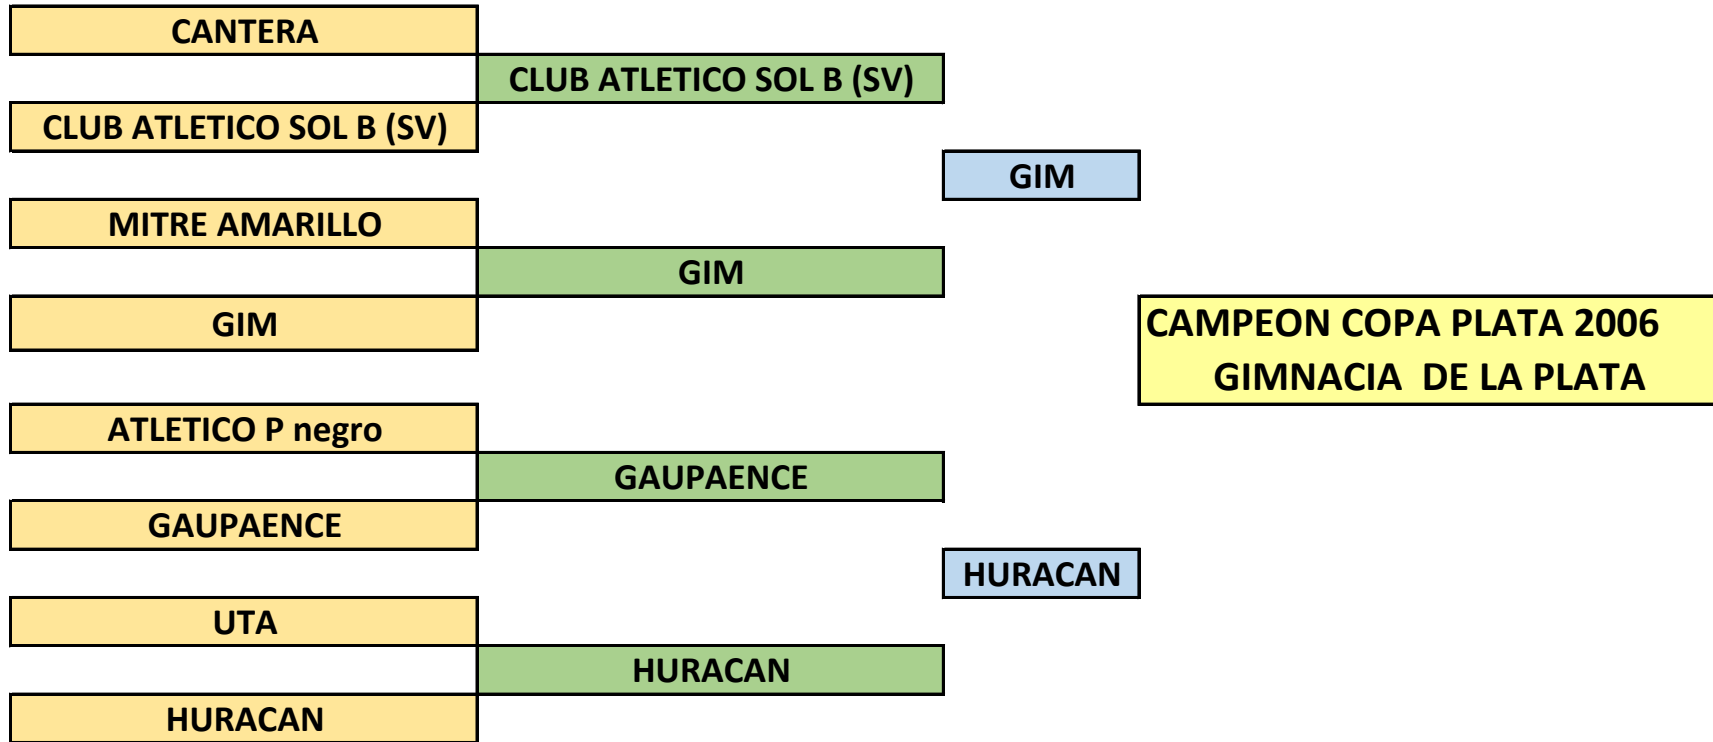 CANTERA
CLUB ATLETICO SOL B (SV)
CLUB ATLETICO SOL B (SV)
GIM
MITRE AMARILLO
GIM
GIM
CAMPEON COPA PLATA 2006
GIMNACIA DE LA PLATA
ATLETICO P negro
GAUPAENCE
GAUPAENCE
HURACAN
UTA
HURACAN
HURACAN